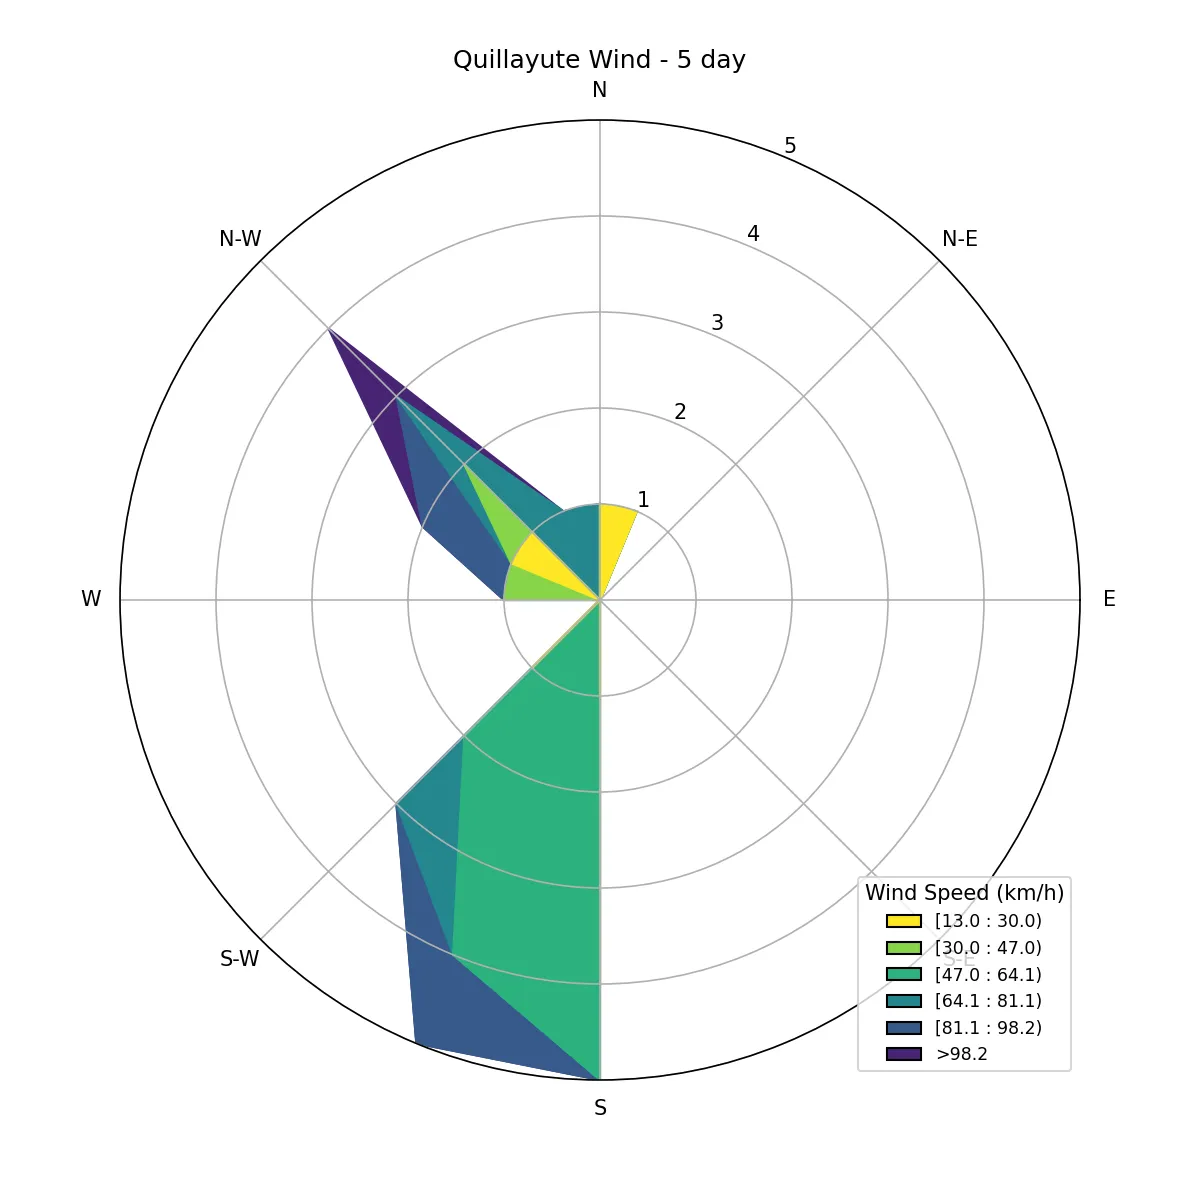 Quillayute Wind - 5 day
N
5
N-W
N-E
4
3
2
1
W
E
Wind Speed (km/h)
[13.0 : 30.0)
[30.0 : 47.0)
S-W
S-E
[47.0 : 64.1)
[64.1 : 81.1)
[81.1 : 98.2)
>98.2
S